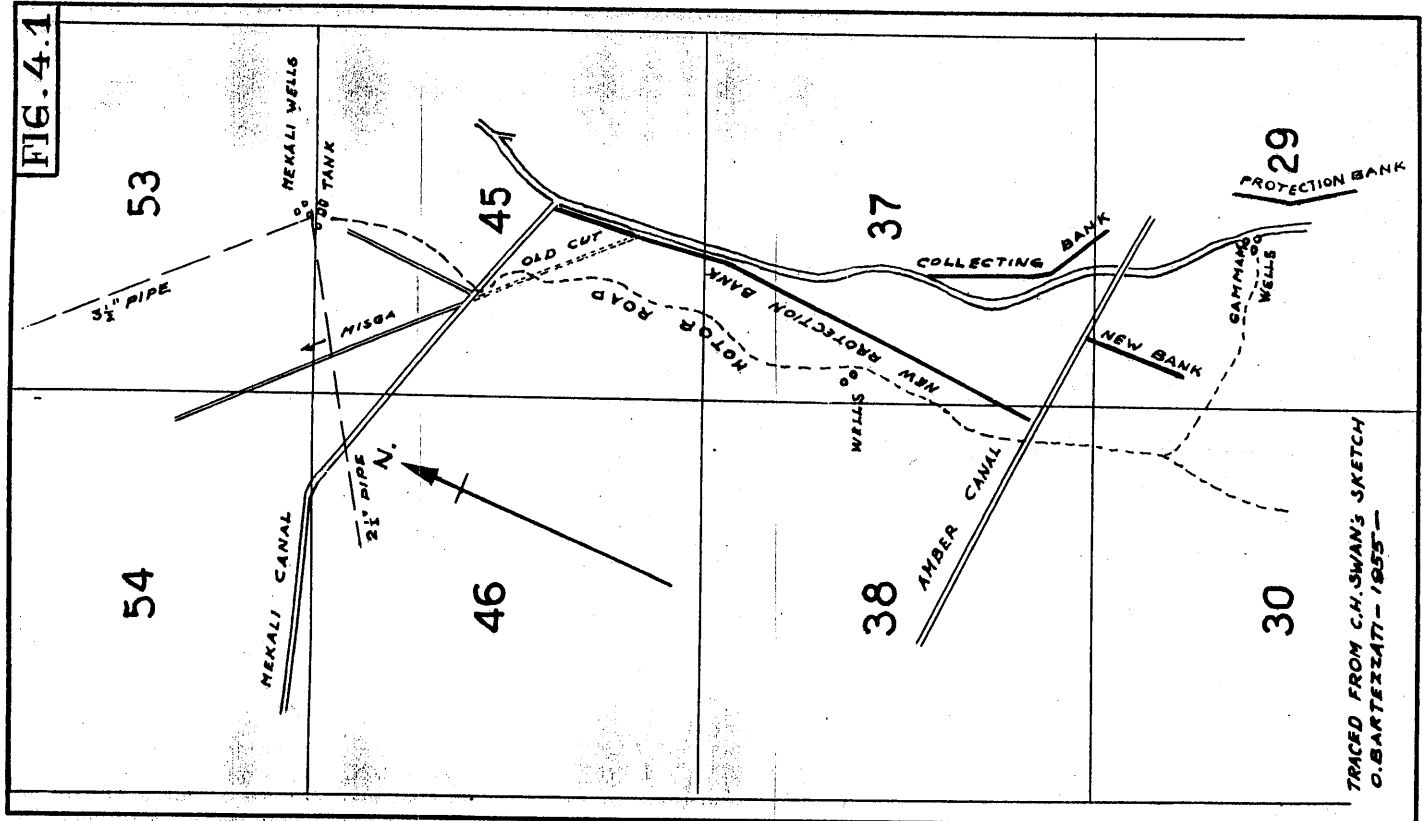 FIG. 4.1
53
MEKALI WELLS
TANK
3½" PIPE
MISGA
45
OLD CUT
37
COLLECTING
BANK
29
PROTECTION BANK
GAMMAM
WELLS
NEW BANK
MOTOR ROAD
NEW PROTECTION BANK
WELLS
2½" PIPE
N.
MEKALI CANAL
54
46
38
AMBER CANAL
30
TRACED FROM C.H.SWAN's SKETCH
O.BARTEZZATI - 1955 -